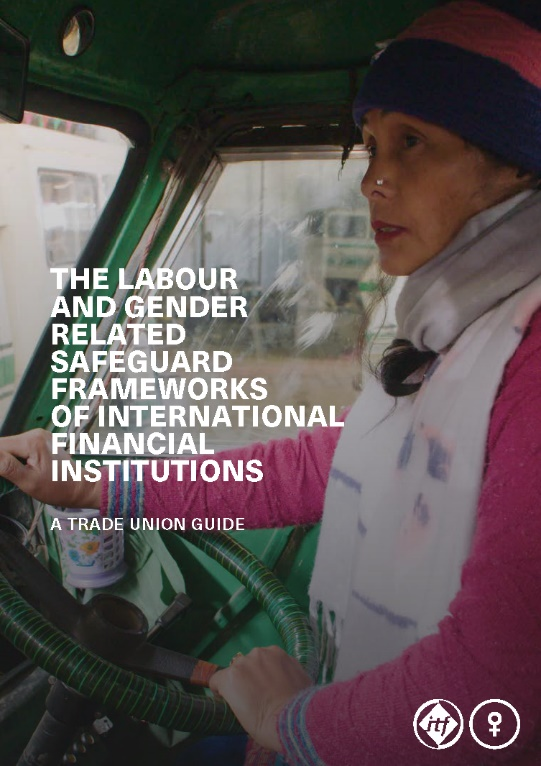 THE LABOUR
AND GENDER
RELATED
SAFEGUARD
FRAMEWORKS
OF INTERNATIONAL
FINANCIAL
INSTITUTIONS
A TRADE UNION GUIDE
itf